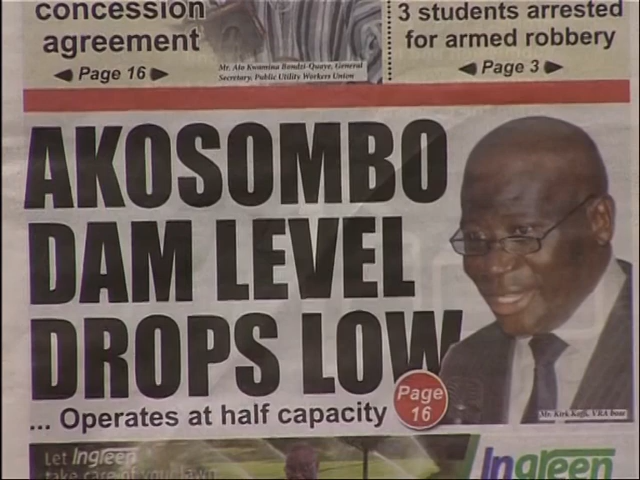 concession
agreement
◄ Page 16 ►
Mr. Ato Kwamina Bondzi-Quaye, General
Secretary, Public Utility Workers Union
3 students arrested
for armed robbery
◄ Page 3 ►
AKOSOMBO
DAM LEVEL
DROPS LOW
... Operates at half capacity
Page
16
Mr. Kirk Koffi, VRA boss
Let Ingreen
take care of your lawn
Ingreen